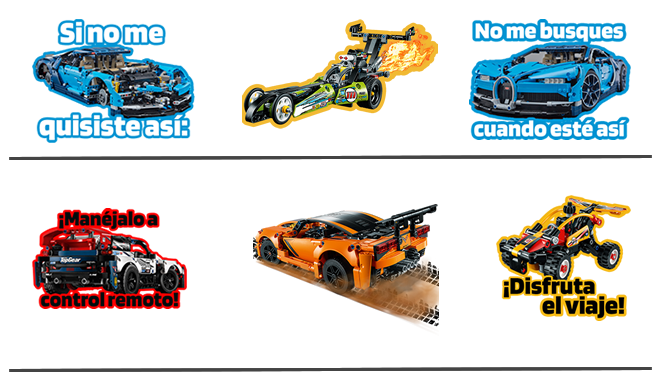 Si no me
quisiste así:
No me busques
cuando esté así
¡Manéjalo a
TopGear
control remoto!
¡Disfruta
el viaje!